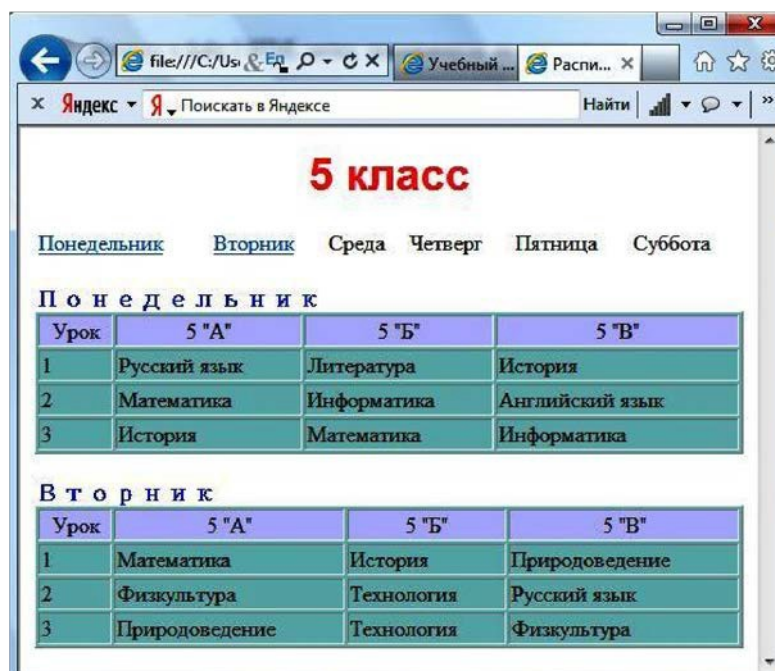 file:///C:/Us
Учебный ...
Распи...
Яндекс
Поискать в Яндексе
Найти
5 класс
Понедельник Вторник Среда Четверг Пятница Суббота
Понедельник
Урок 5 "А" 5 "Б" 5 "В"
1 Русский язык Литература История
2 Математика Информатика Английский язык
3 История Математика Информатика
Вторник
Урок 5 "А" 5 "Б" 5 "В"
1 Математика История Природоведение
2 Физкультура Технология Русский язык
3 Природоведение Технология Физкультура